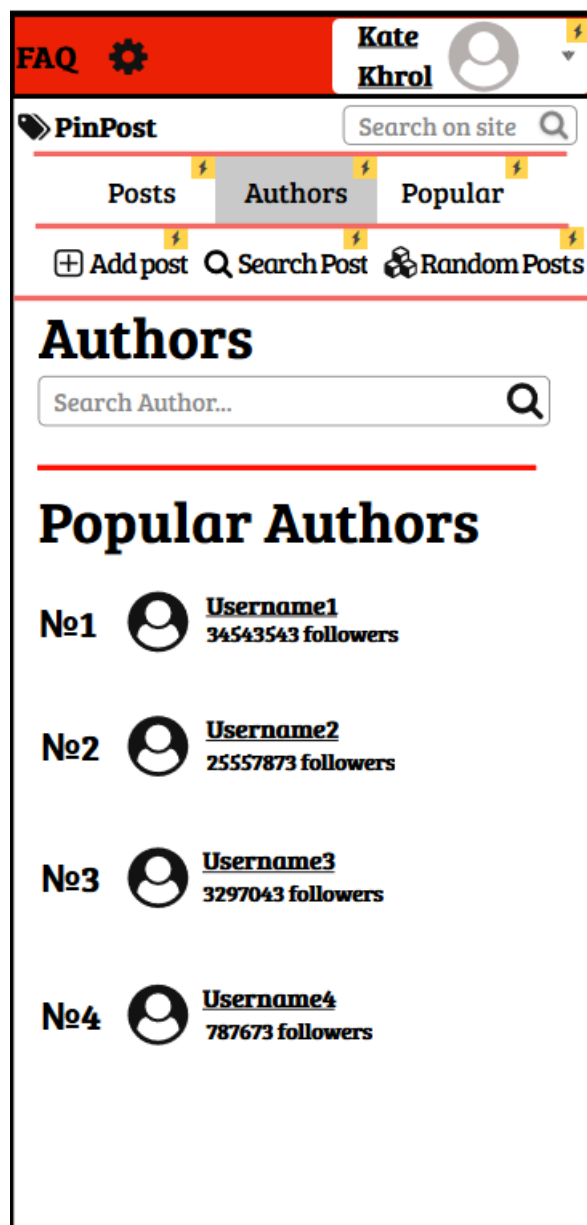 FAQ
Kate
Khrol
PinPost
Search on site
Posts Authors Popular
Add post Search Post Random Posts
Authors
Search Author...
Popular Authors
№1
Username1
34543543 followers
№2
Username2
25557873 followers
№3
Username3
3297043 followers
№4
Username4
787673 followers